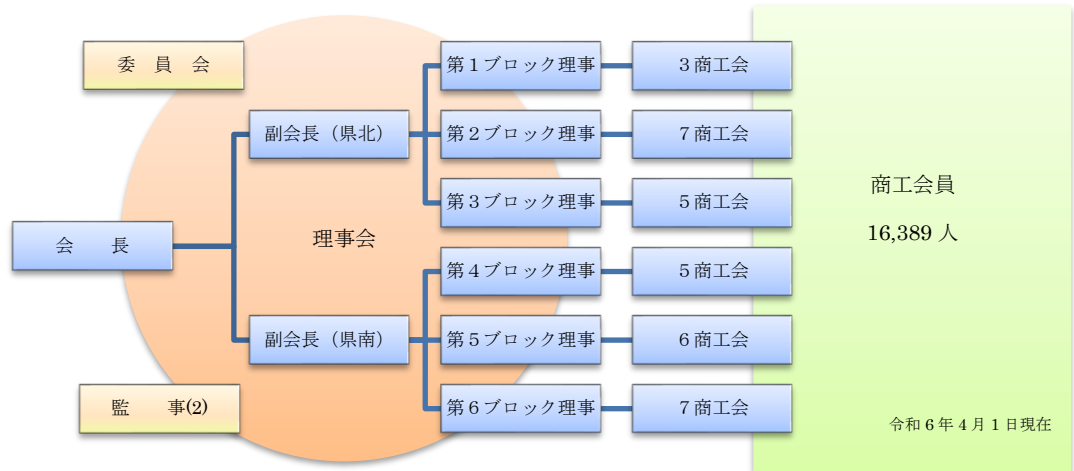 委 員 会
第１ブロック理事
３商工会
副会長（県北）
第２ブロック理事
７商工会
第３ブロック理事
５商工会
商工会員
16,389 人
会 長
理事会
第４ブロック理事
５商工会
副会長（県南）
第５ブロック理事
６商工会
監 事(2)
第６ブロック理事
７商工会
令和 6 年 4 月 1 日現在